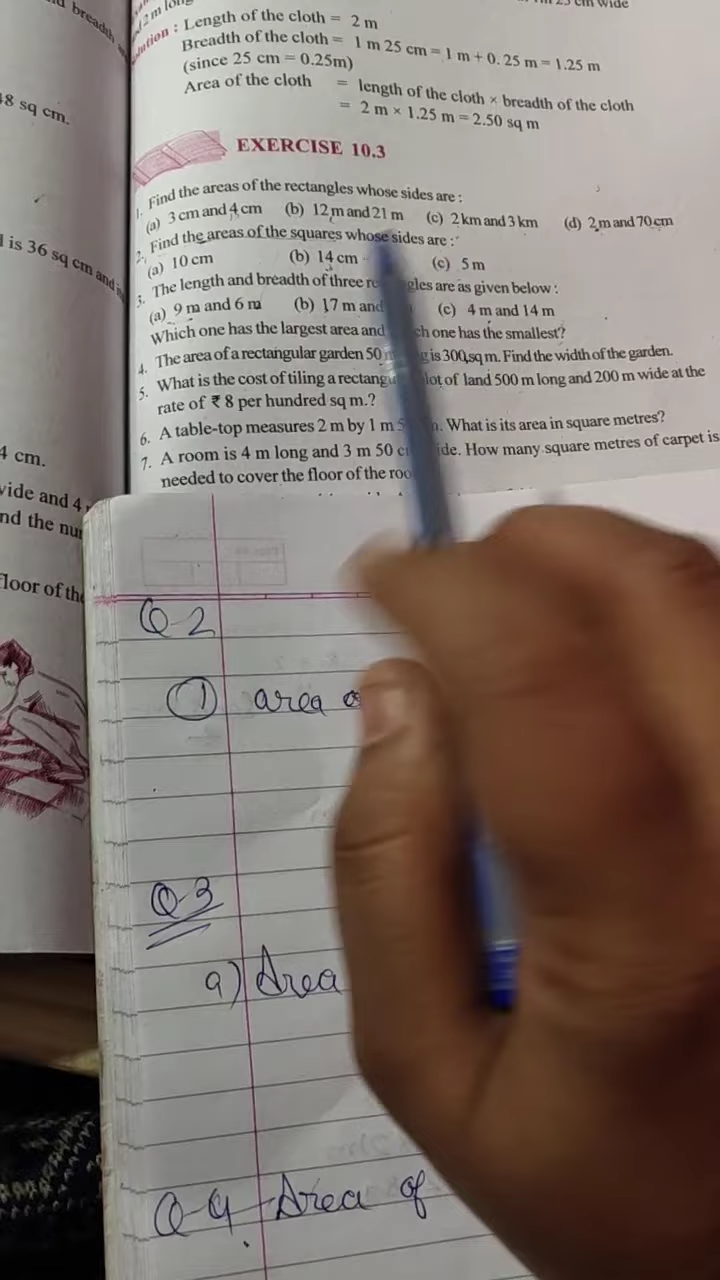 d breadth
8 sq cm.
is 36 sq cm and
4 cm.
vide and 4
nd the
floor of the
2 m long
cm wide
Solution : Length of the cloth = 2 m
Breadth of the cloth = 1 m 25 cm = 1 m + 0. 25 m = 1.25 m
(since 25 cm = 0.25m)
Area of the cloth = length of the cloth × breadth of the cloth
= 2 m × 1.25 m = 2.50 sq m
EXERCISE 10.3
1. Find the areas of the rectangles whose sides are :
(a) 3 cm and 4 cm (b) 12 m and 21 m (c) 2 km and 3 km (d) 2 m and 70 cm
2. Find the areas of the squares whose sides are :
(a) 10 cm (b) 14 cm (c) 5 m
3. The length and breadth of three re gles are as given below :
(a) 9 m and 6 m (b) 17 m and (c) 4 m and 14 m
Which one has the largest area and ch one has the smallest?
4. The area of a rectangular garden 50 g is 300 sq m. Find the width of the garden.
5. What is the cost of tiling a rectangu lot of land 500 m long and 200 m wide at the
rate of ₹ 8 per hundred sq m.?
6. A table-top measures 2 m by 1 m 5 . What is its area in square metres?
7. A room is 4 m long and 3 m 50 c ide. How many square metres of carpet is
needed to cover the floor of the roo
Q-2
1 area
Q-3
a) Area
Q-4 Area of